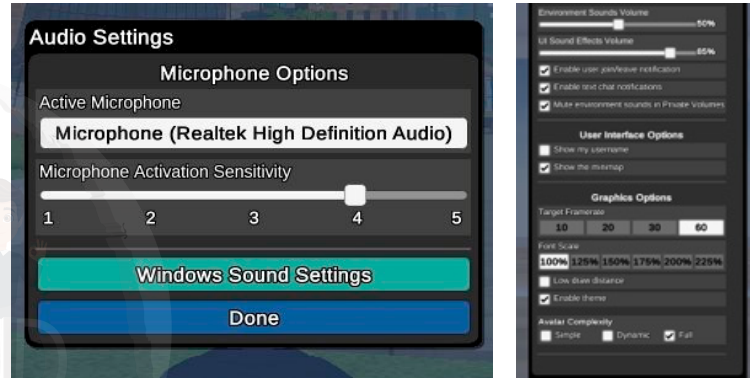 Audio Settings
Microphone Options
Active Microphone
Microphone (Realtek High Definition Audio)
Microphone Activation Sensitivity
1 2 3 4 5
Windows Sound Settings
Done
Environment Sounds Volume
50%
UI Sound Effects Volume
65%
Enable user join/leave notification
Enable text chat notifications
Mute environment sounds in Private Volumes
User Interface Options
Show my username
Show the minimap
Graphics Options
Target Framerate
10 20 30 60
Font Scale
100% 125% 150% 175% 200% 225%
Low draw distance
Enable theme
Avatar Complexity
Simple Dynamic Full